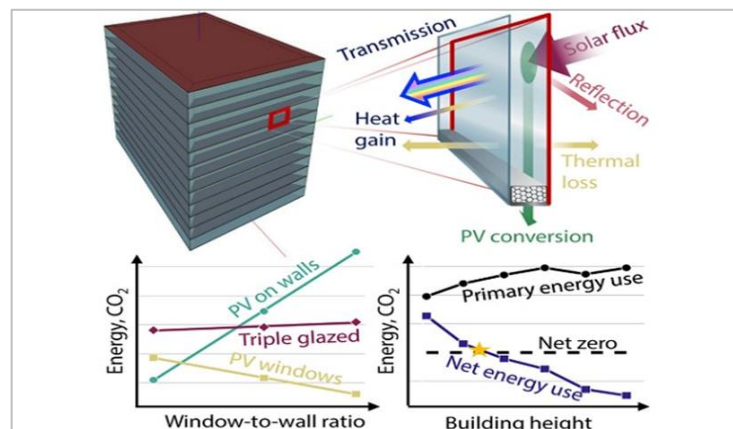 Transmission
Solar flux
Reflection
Heat
gain
Thermal
loss
PV conversion
Energy, CO2
PV on walls
Triple glazed
PV windows
Window-to-wall ratio
Energy, CO2
Primary energy use
Net zero
Net energy use
Building height